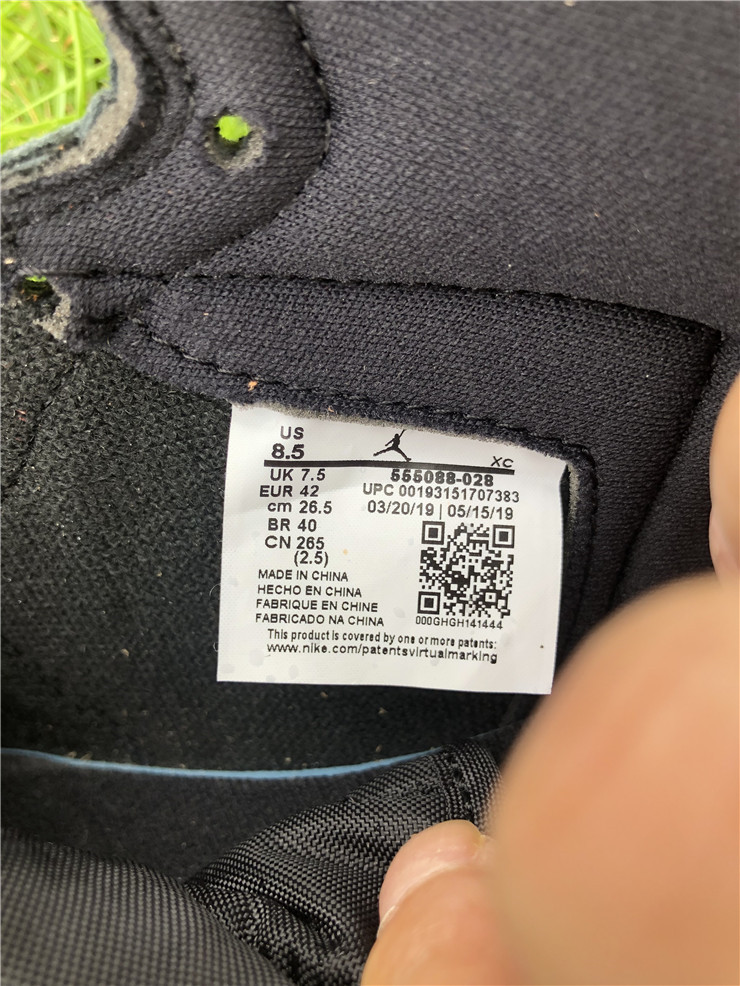 US
8.5
XC
UK 7.5
555088-028
EUR 42
UPC 00193151707383
cm 26.5
03/20/19 | 05/15/19
BR 40
CN 265
(2.5)
MADE IN CHINA
HECHO EN CHINA
FABRIQUE EN CHINE
FABRICADO NA CHINA
000GHGH141444
This product is covered by one or more patents:
www.nike.com/patentsvirtualmarking